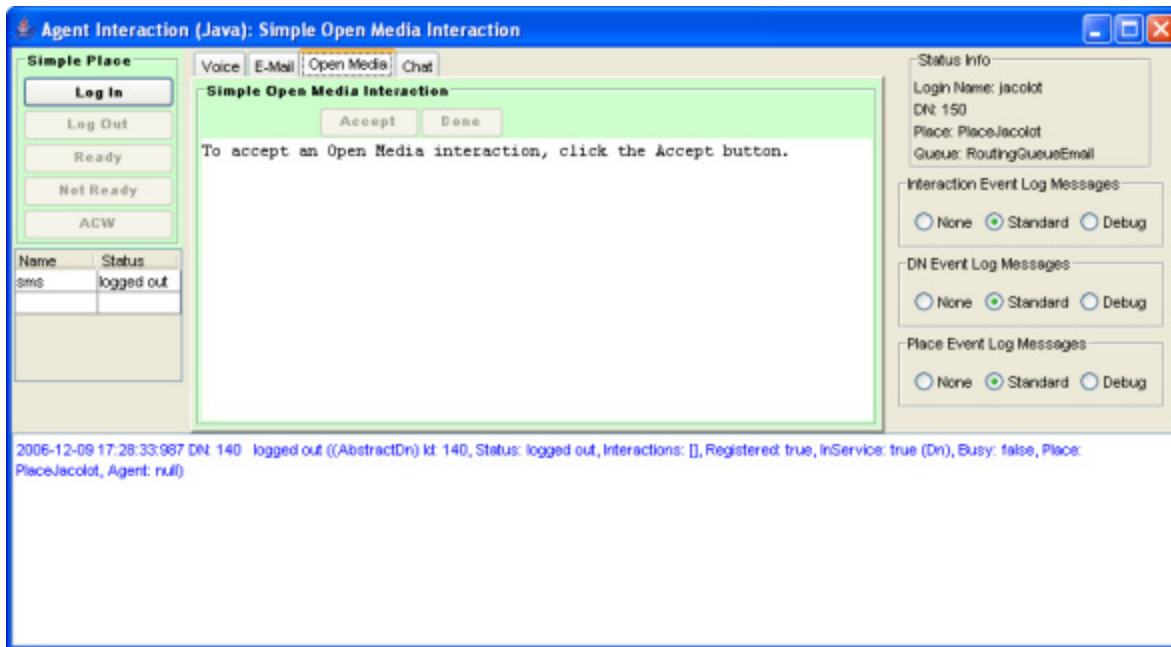 Agent Interaction (Java): Simple Open Media Interaction
Simple Place
Log In
Log Out
Ready
Not Ready
ACW
Name Status
sms logged out
Voice E-Mail Open Media Chat
Simple Open Media Interaction
Accept Done
To accept an Open Media interaction, click the Accept button.
Status Info
Login Name: jacolot
DN: 150
Place: PlaceJacolot
Queue: RoutingQueueEmail
Interaction Event Log Messages
None Standard Debug
DN Event Log Messages
None Standard Debug
Place Event Log Messages
None Standard Debug
2006-12-09 17:28:33:987 DN: 140 logged out ((AbstractDn) Id: 140, Status: logged out, Interactions: [], Registered: true, InService: true (Dn), Busy: false, Place:
PlaceJacolot, Agent: null)